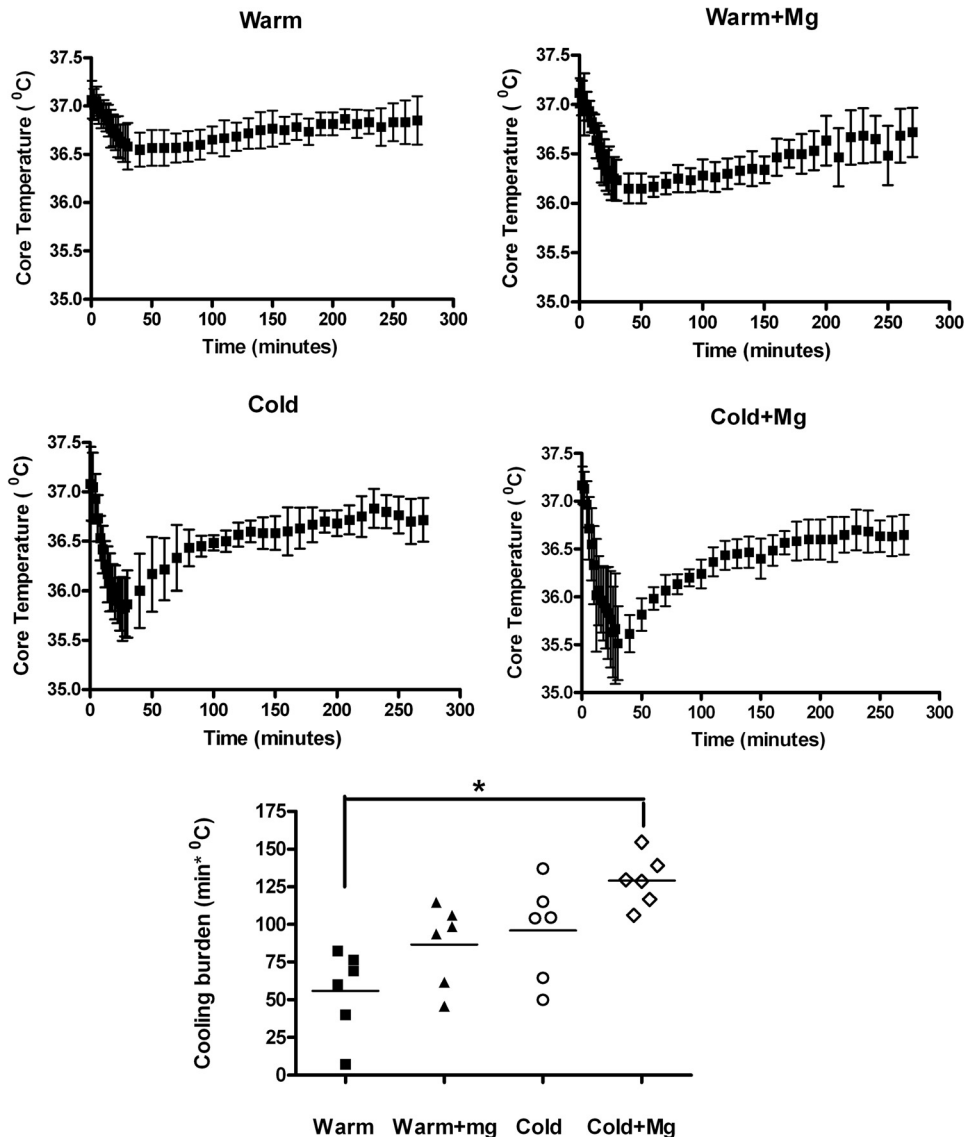 Warm
Core Temperature ( ⁰C)
37.5
37.0
36.5
36.0
35.5
35.0
0 50 100 150 200 250 300
Time (minutes)
Warm+Mg
Core Temperature ( ⁰C)
37.5
37.0
36.5
36.0
35.5
35.0
0 50 100 150 200 250 300
Time (minutes)
Cold
Core Temperature ( ⁰C)
37.5
37.0
36.5
36.0
35.5
35.0
0 50 100 150 200 250 300
Time (minutes)
Cold+Mg
Core Temperature ( ⁰C)
37.5
37.0
36.5
36.0
35.5
35.0
0 50 100 150 200 250 300
Time (minutes)
*
Cooling burden (min* ⁰C)
175
150
125
100
75
50
25
0
Warm Warm+mg Cold Cold+Mg